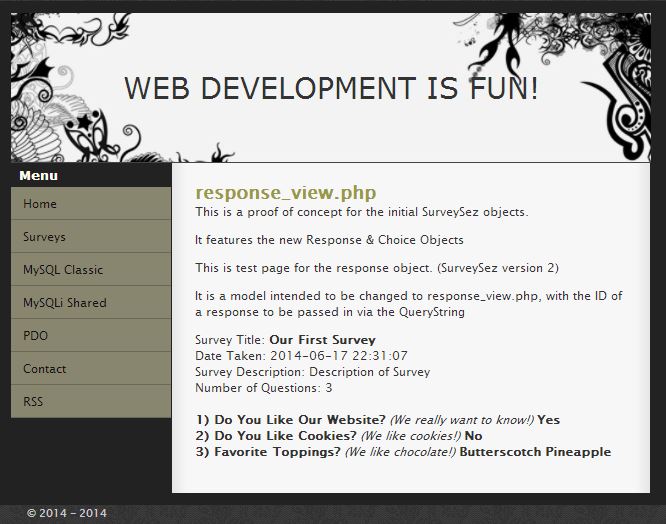 WEB DEVELOPMENT IS FUN!
Menu
Home
Surveys
MySQL Classic
MySQLi Shared
PDO
Contact
RSS
response_view.php
This is a proof of concept for the initial SurveySez objects.
It features the new Response & Choice Objects
This is test page for the response object. (SurveySez version 2)
It is a model intended to be changed to response_view.php, with the ID of
a response to be passed in via the QueryString
Survey Title: Our First Survey
Date Taken: 2014-06-17 22:31:07
Survey Description: Description of Survey
Number of Questions: 3
1) Do You Like Our Website? (We really want to know!) Yes
2) Do You Like Cookies? (We like cookies!) No
3) Favorite Toppings? (We like chocolate!) Butterscotch Pineapple
© 2014 - 2014